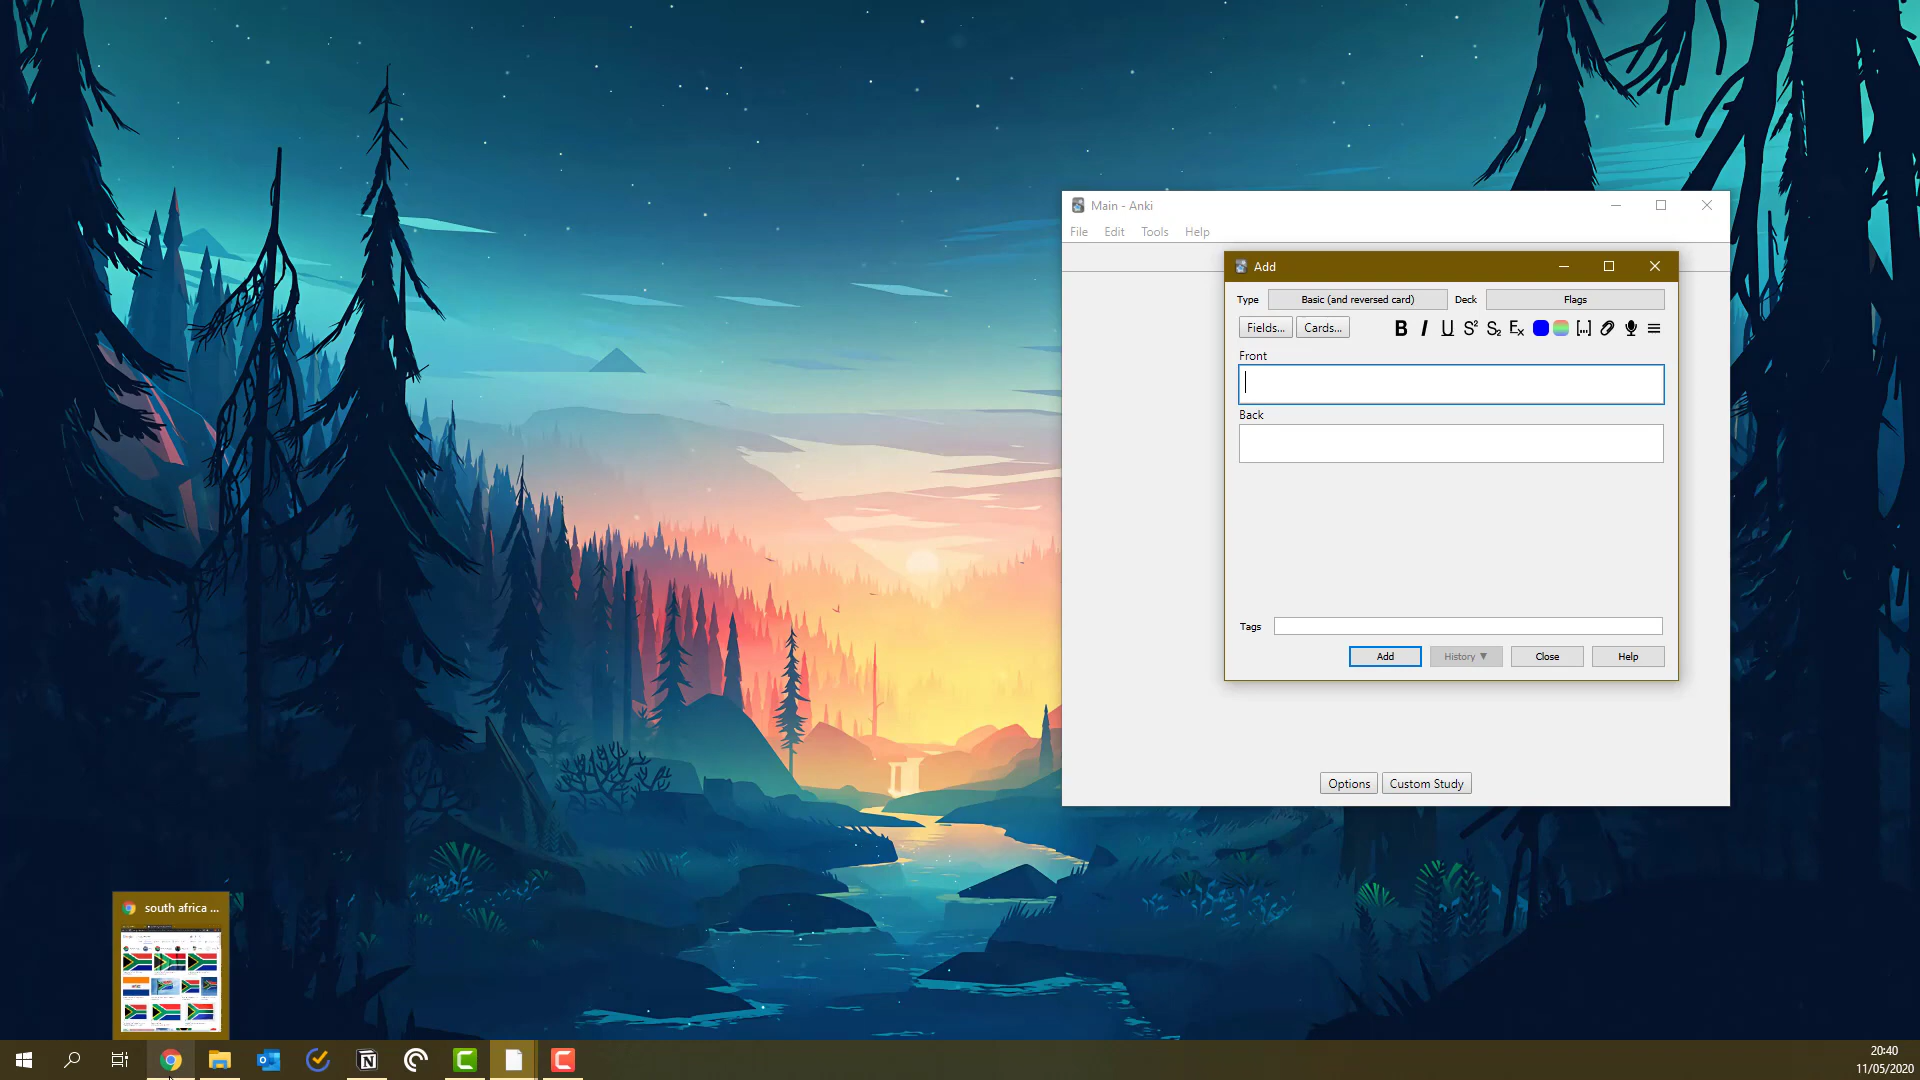 Main - Anki
File Edit Tools Help
Add
Type Basic (and reversed card) Deck Flags
Fields... Cards...
Front
Back
Tags
Add History ▼ Close Help
Options Custom Study
south africa ...
20:40
11/05/2020